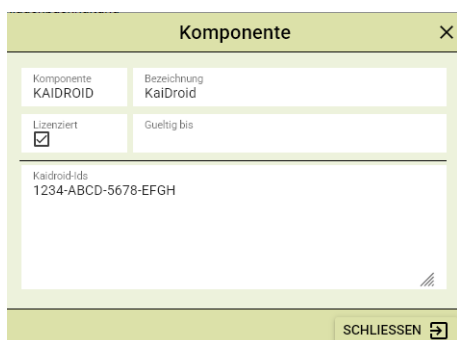 Komponente
Komponente
KAIDROID
Bezeichnung
KaiDroid
Lizenziert
Gueltig bis
Kaidroid-Ids
1234-ABCD-5678-EFGH
SCHLIESSEN